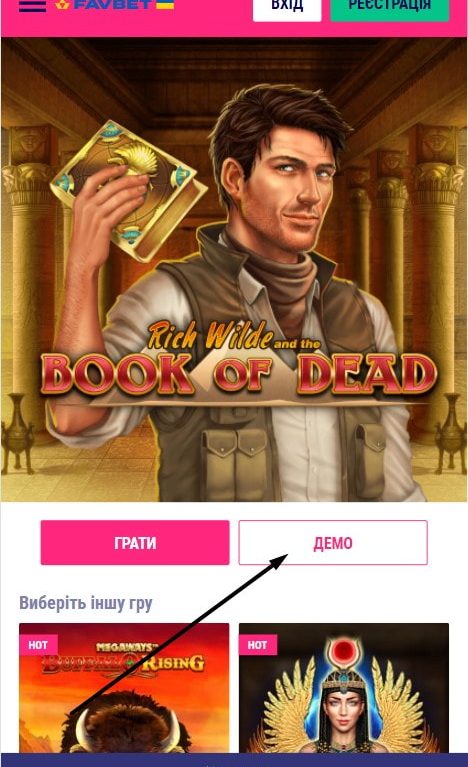 FAVBET
ВХІД
РЕЄСТРАЦІЯ
Rich Wilde and the
BOOK OF DEAD
ГРАТИ
ДЕМО
Виберіть іншу гру
HOT
MEGAWAYS™
BUFFALO RISING
HOT